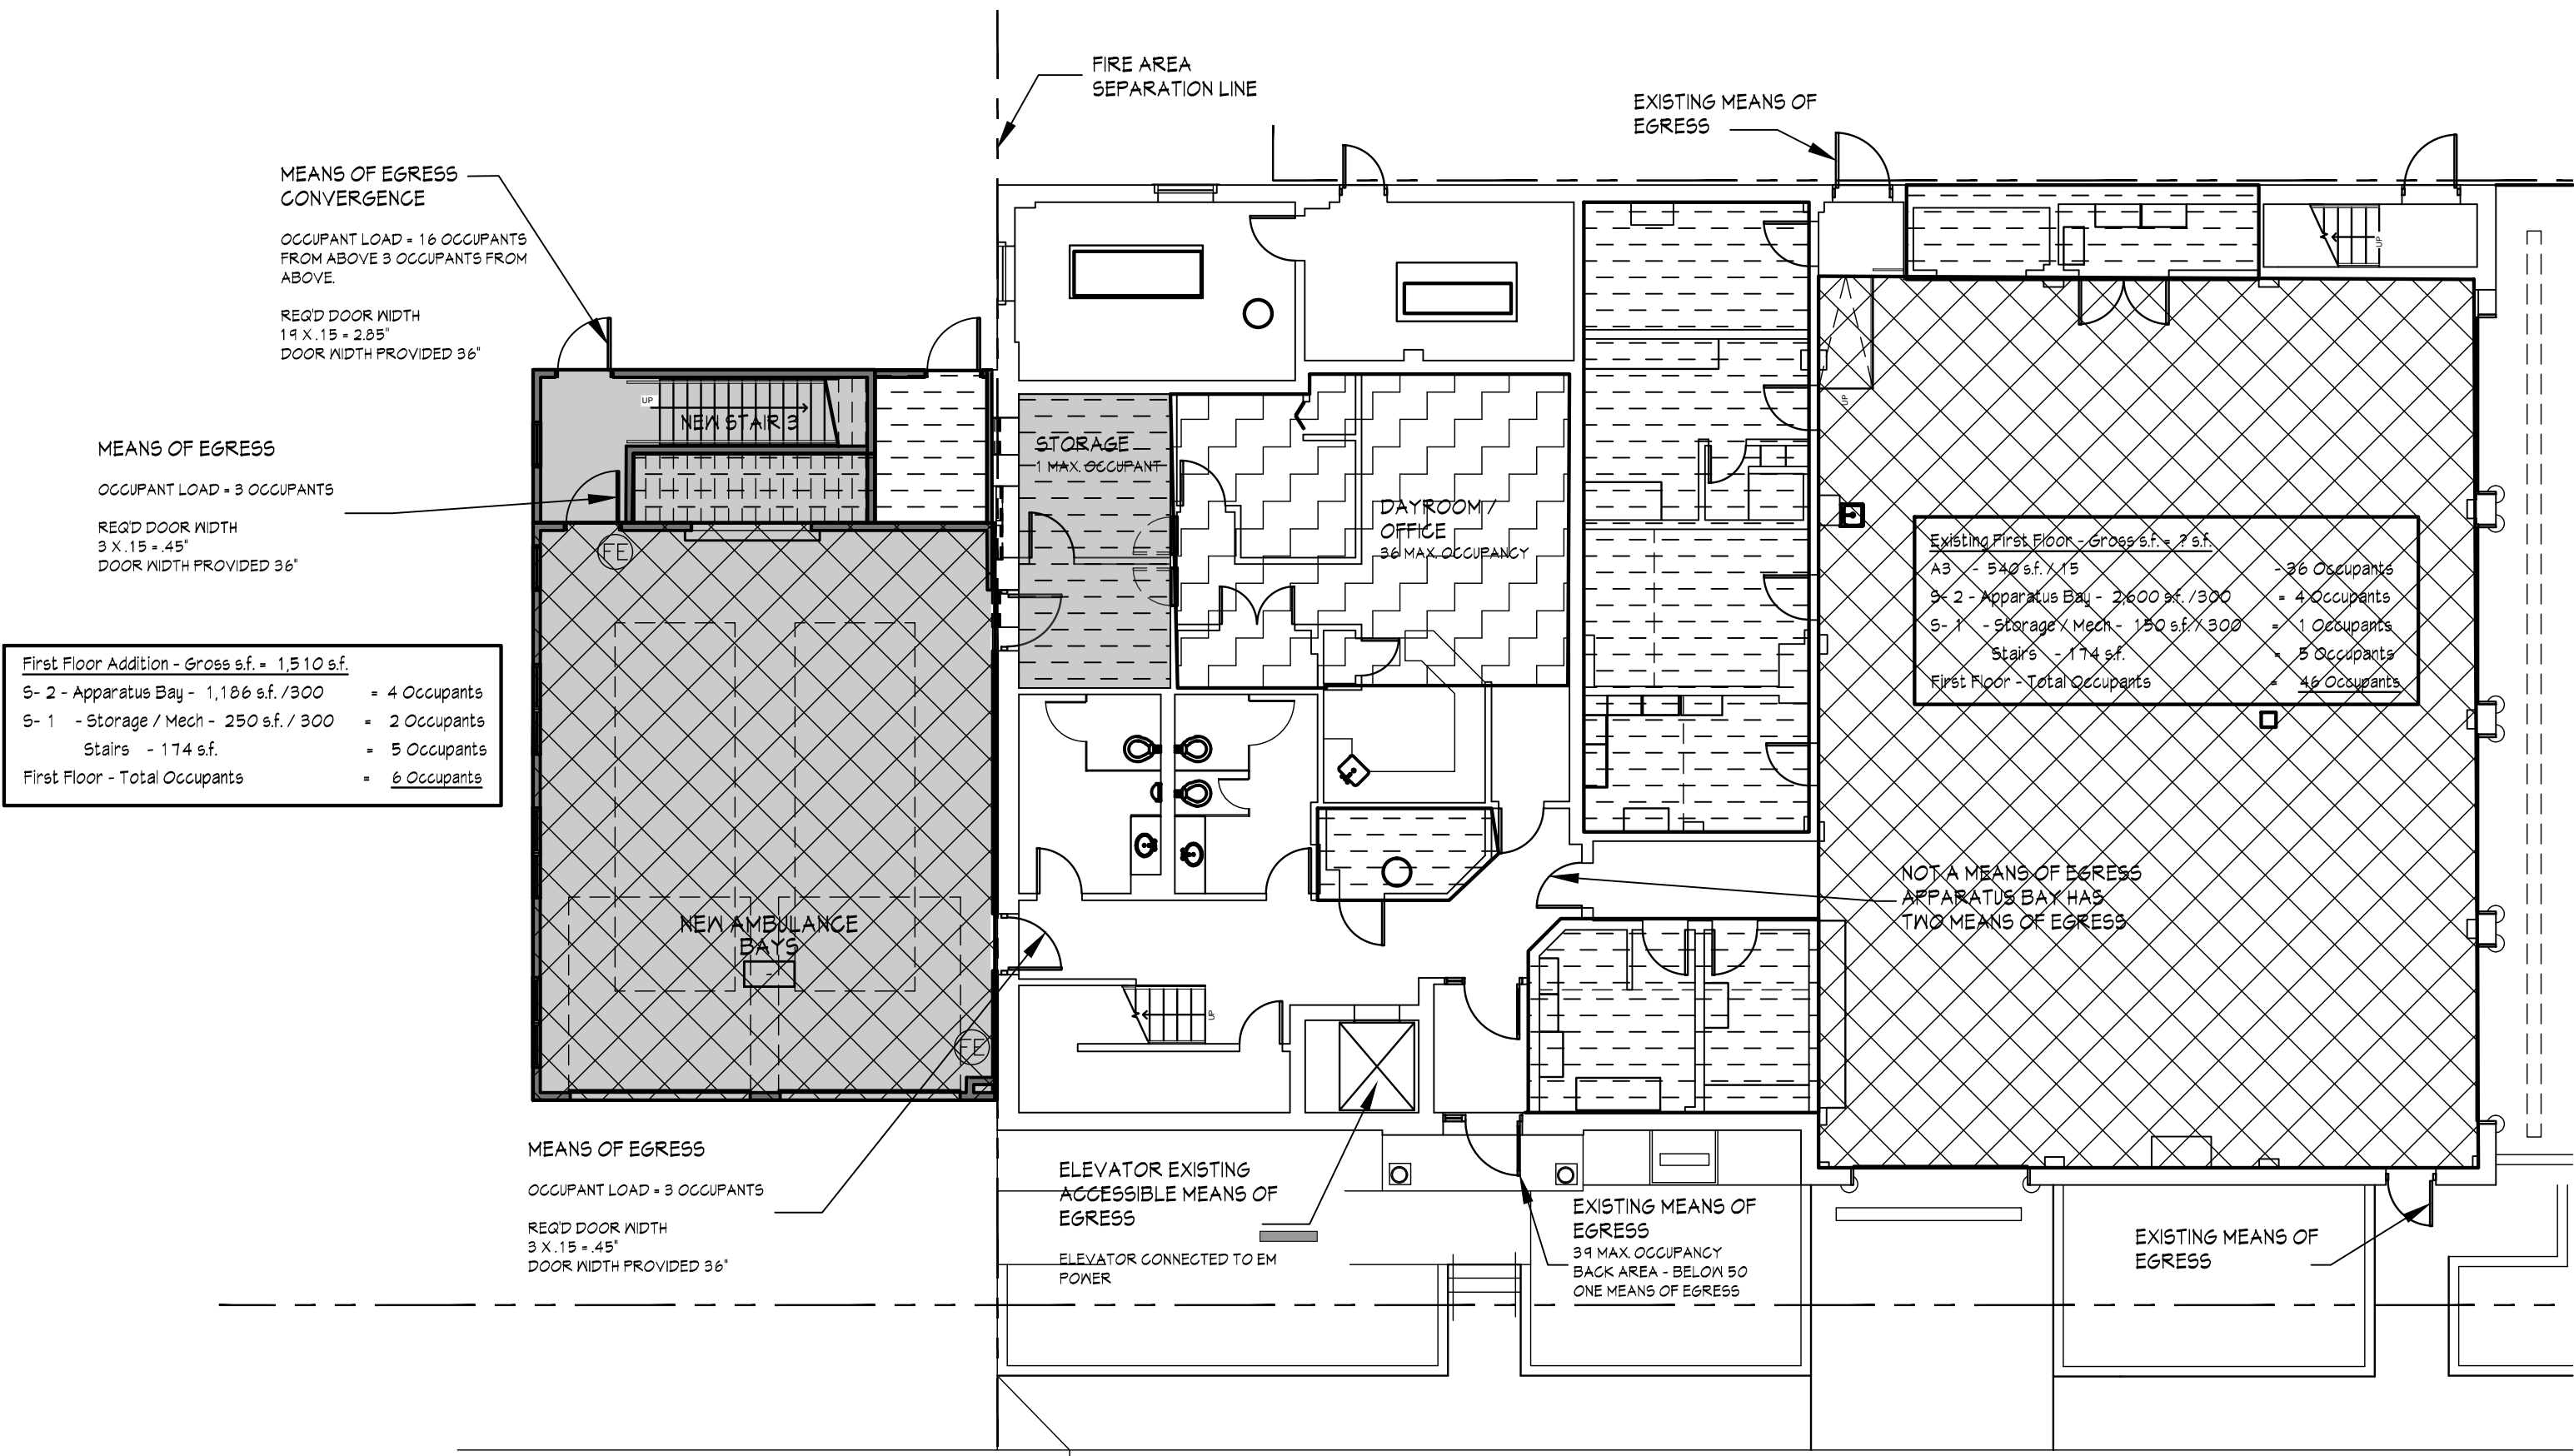 FIRE AREA
SEPARATION LINE
EXISTING MEANS OF
EGRESS
MEANS OF EGRESS
CONVERGENCE
OCCUPANT LOAD = 16 OCCUPANTS
FROM ABOVE 3 OCCUPANTS FROM
ABOVE.
REQ'D DOOR WIDTH
19 X .15 = 2.85"
DOOR WIDTH PROVIDED 36"
UP
UP
NEW STAIR 3
UP
MEANS OF EGRESS
OCCUPANT LOAD = 3 OCCUPANTS
REQ'D DOOR WIDTH
3 X .15 = .45"
DOOR WIDTH PROVIDED 36"
FE
STORAGE
1 MAX. OCCUPANT
DAYROOM /
OFFICE
36 MAX. OCCUPANCY
Existing First Floor - Gross s.f. = ? s.f.
A3 - 540 s.f. / 15 - 36 Occupants
S- 2 - Apparatus Bay - 2,600 s.f. /300 = 4 Occupants
S- 1 - Storage / Mech - 150 s.f. / 300 = 1 Occupants
Stairs - 174 s.f. = 5 Occupants
First Floor - Total Occupants = 46 Occupants
First Floor Addition - Gross s.f. = 1,510 s.f.
S- 2 - Apparatus Bay - 1,186 s.f. /300 = 4 Occupants
S- 1 - Storage / Mech - 250 s.f. / 300 = 2 Occupants
Stairs - 174 s.f. = 5 Occupants
First Floor - Total Occupants = 6 Occupants
NOT A MEANS OF EGRESS
APPARATUS BAY HAS
TWO MEANS OF EGRESS
NEW AMBULANCE
BAYS
UP
FE
MEANS OF EGRESS
OCCUPANT LOAD = 3 OCCUPANTS
REQ'D DOOR WIDTH
3 X .15 = .45"
DOOR WIDTH PROVIDED 36"
ELEVATOR EXISTING
ACCESSIBLE MEANS OF
EGRESS
ELEVATOR CONNECTED TO EM
POWER
EXISTING MEANS OF
EGRESS
39 MAX. OCCUPANCY
BACK AREA - BELOW 50
ONE MEANS OF EGRESS
EXISTING MEANS OF
EGRESS